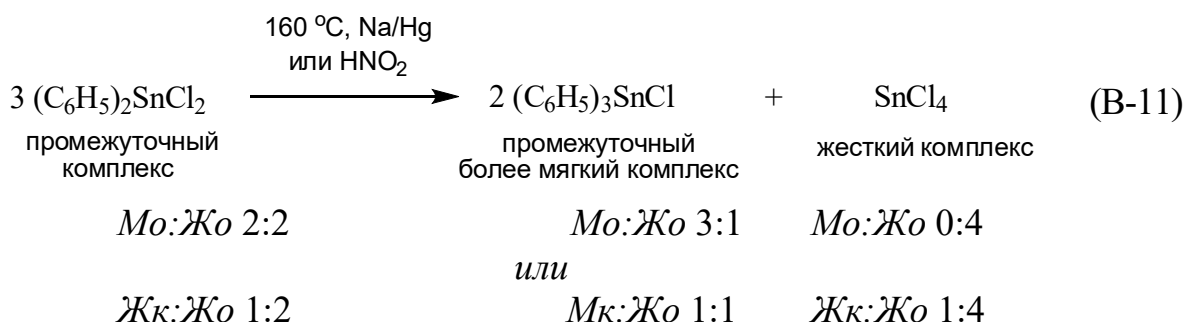 160 °C, Na/Hg
или HNO₂
3 (C₆H₅)₂SnCl₂ ⟶ 2 (C₆H₅)₃SnCl + SnCl₄ (В-11)
промежуточный комплекс промежуточный более мягкий комплекс жесткий комплекс
Мо:Жо 2:2 Мо:Жо 3:1 Мо:Жо 0:4
или
Жк:Жо 1:2 Мк:Жо 1:1 Жк:Жо 1:4